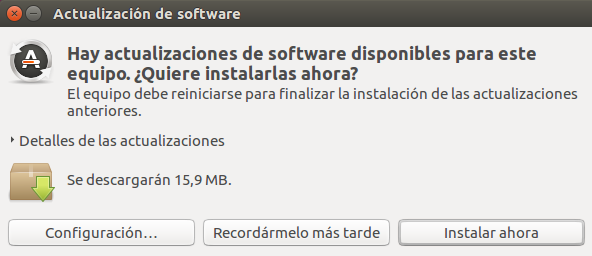 Actualización de software
Hay actualizaciones de software disponibles para este
equipo. ¿Quiere instalarlas ahora?
El equipo debe reiniciarse para finalizar la instalación de las actualizaciones
anteriores.
Detalles de las actualizaciones
Se descargarán 15,9 MB.
Configuración...
Recordármelo más tarde
Instalar ahora